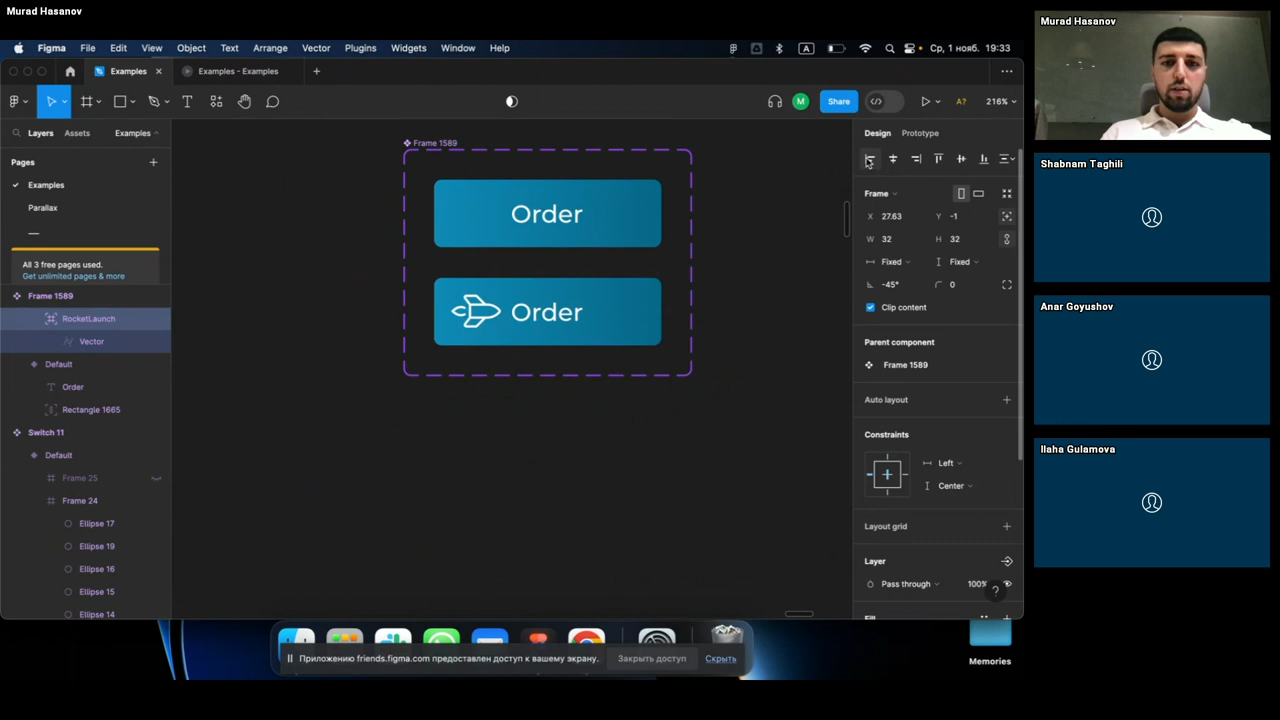 Murad Hasanov
Figma File Edit View Object Text Arrange Vector Plugins Widgets Window Help
A
Ср, 1 нояб. 19:33
Examples
Examples - Examples
M
Share
A?
216%
Layers Assets Examples
Pages
Examples
Parallax
—
All 3 free pages used.
Get unlimited pages & more
Frame 1589
RocketLaunch
Vector
Default
Order
Rectangle 1665
Switch 11
Default
Frame 25
Frame 24
Ellipse 17
Ellipse 19
Ellipse 16
Ellipse 15
Ellipse 14
Frame 1589
Order
Order
Design Prototype
Frame
X 27.63 Y -1
W 32 H 32
Fixed Fixed
-45° 0
Clip content
Parent component
Frame 1589
Auto layout
Constraints
Left
Center
Layout grid
Layer
Pass through 100%
?
Приложению friends.figma.com предоставлен доступ к вашему экрану. Закрыть доступ Скрыть
Memories
Murad Hasanov
Shabnam Taghili
Anar Goyushov
Ilaha Gulamova